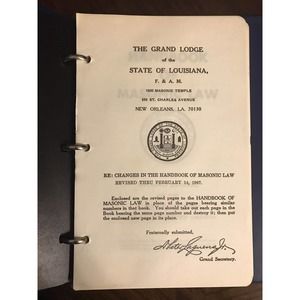 THE GRAND LODGE
of the
STATE OF LOUISIANA,
F. & A. M.
MASONIC TEMPLE
ST. CHARLES AVENUE
NEW ORLEANS, LA. 70130
RE: CHANGES IN THE HANDBOOK OF MASONIC LAW
REVISED THRU FEBRUARY 14, 1967.
Enclosed are the revised pages to the HANDBOOK OF
MASONIC LAW in place of the pages bearing similar
numbers in that book. You should take out each page in the
Book bearing the same page number and destroy it; then put
the enclosed new page in its place.
Fraternally submitted,
Grand Secretary.